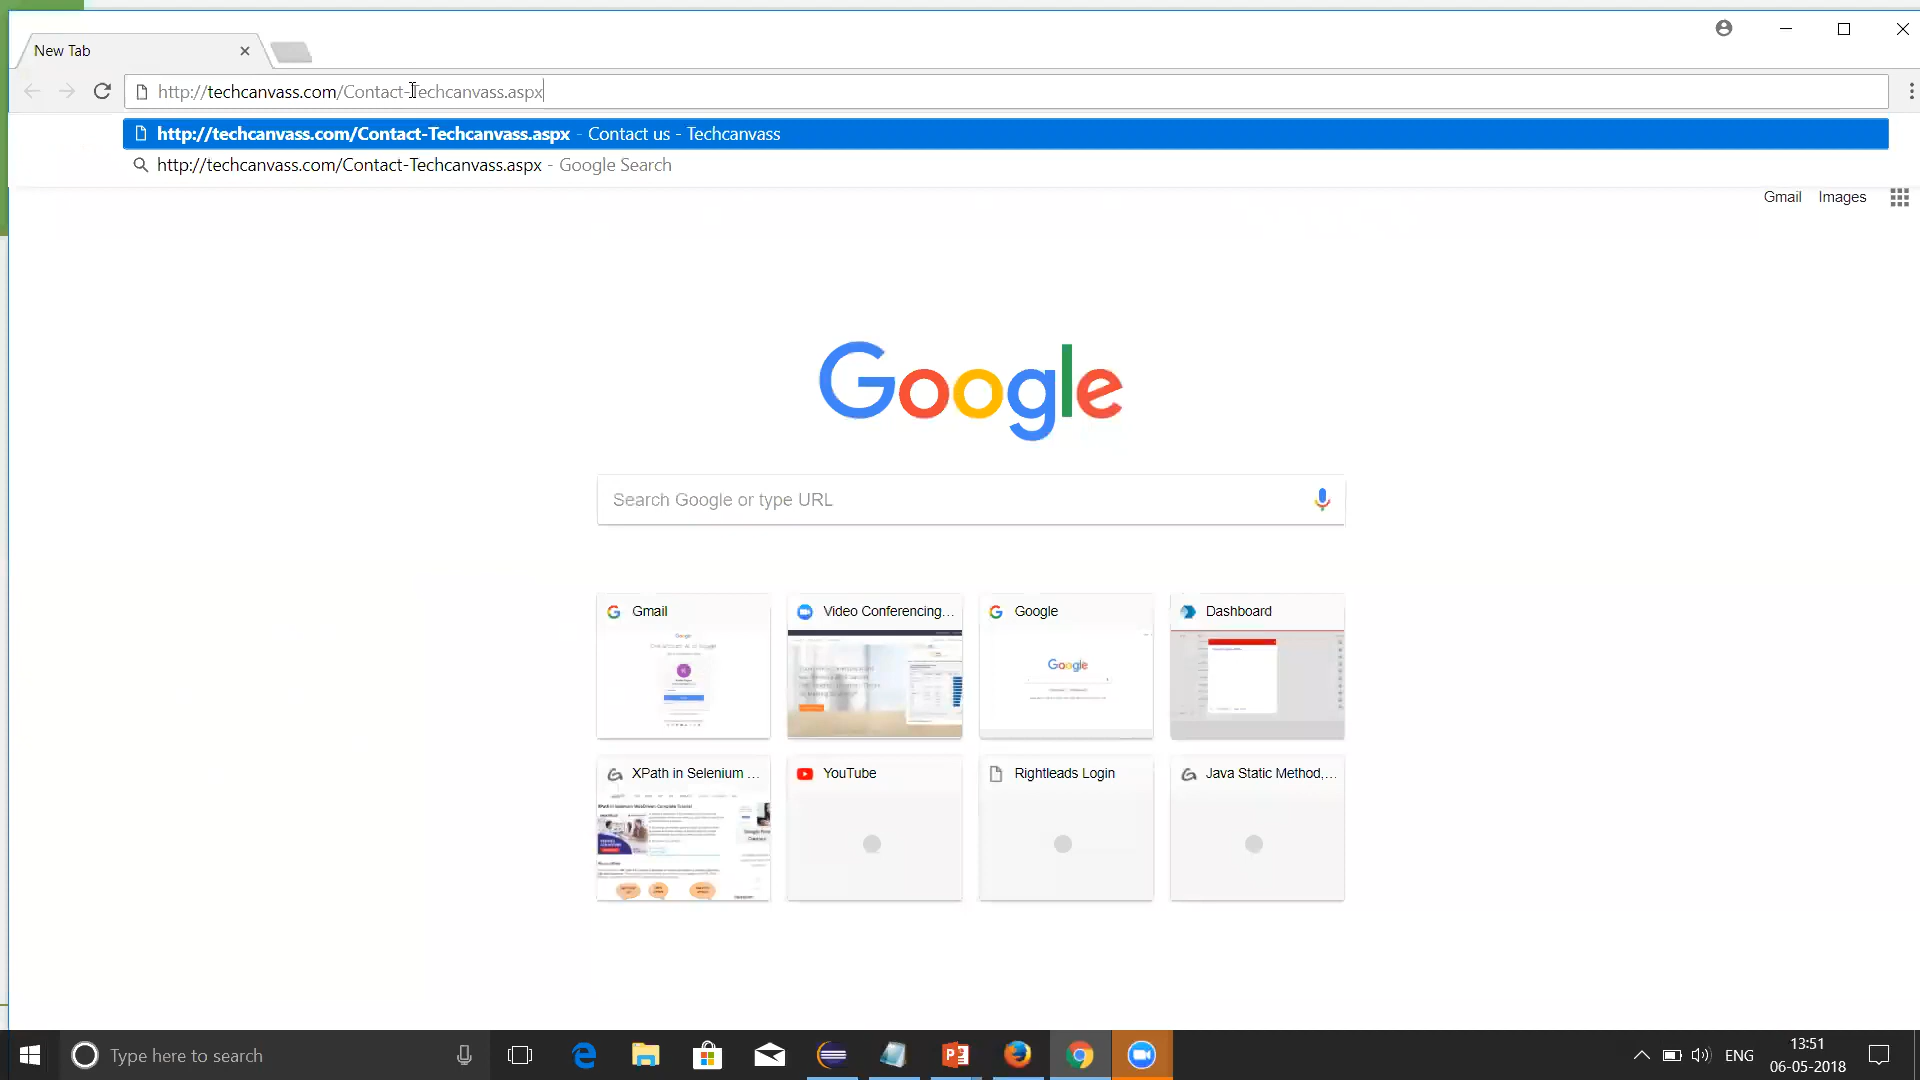 New Tab
http://techcanvass.com/Contact-Techcanvass.aspx
http://techcanvass.com/Contact-Techcanvass.aspx - Contact us - Techcanvass
http://techcanvass.com/Contact-Techcanvass.aspx - Google Search
Gmail Images
Google
Search Google or type URL
Gmail
Video Conferencing...
Google
Dashboard
Google
XPath in Selenium ...
YouTube
Rightleads Login
Java Static Method,...
Type here to search
ENG
13:51
06-05-2018